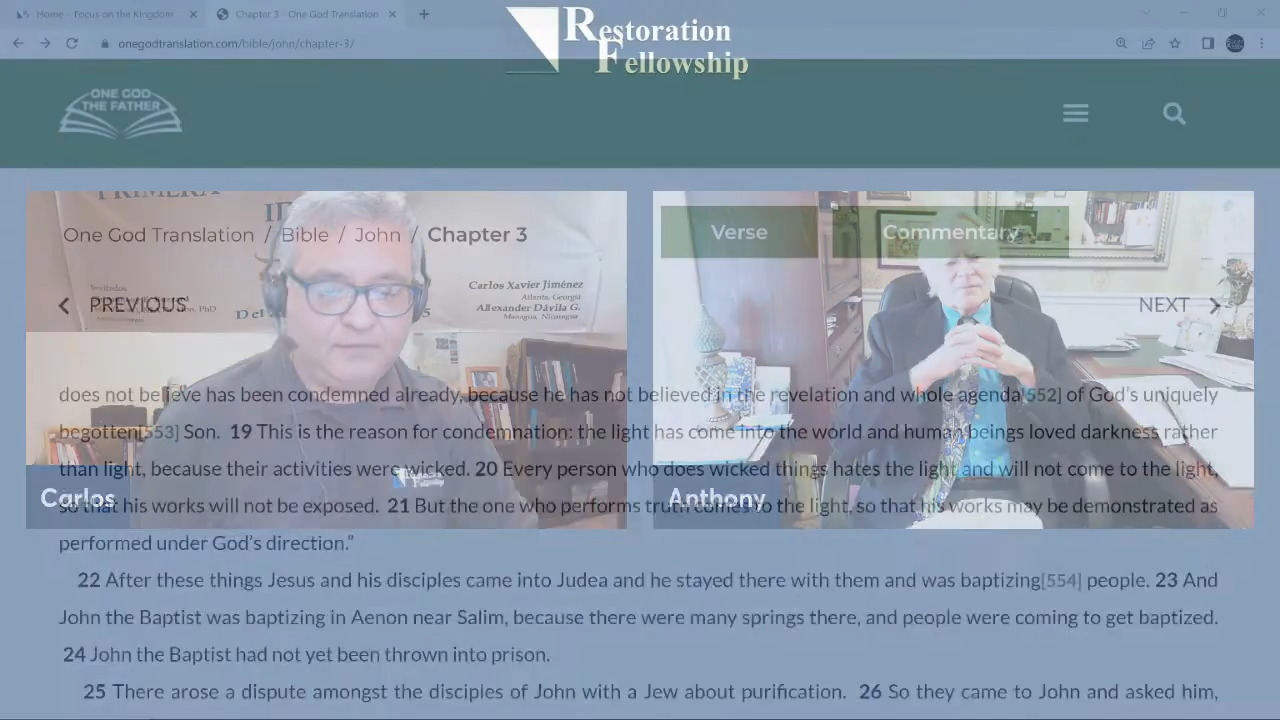 Home - Focus on the Kingdom
Chapter 3 - One God Translation
onegodtranslation.com/bible/john/chapter-3/
Restoration
Fellowship
ONE GOD
THE FATHER
PRIMERA
One God Translation / Bible / John / Chapter 3
Verse
Commentary
Carlos Xavier Jiménez
Atlanta, Georgia
Alexander Dávila G.
Managua, Nicaragua
PREVIOUS
NEXT
does not believe has been condemned already, because he has not believed in the revelation and whole agenda[552] of God's uniquely
begotten[553] Son. 19 This is the reason for condemnation: the light has come into the world and human beings loved darkness rather
than light, because their activities were wicked. 20 Every person who does wicked things hates the light and will not come to the light,
Carlos
Anthony
so that his works will not be exposed. 21 But the one who performs truth comes to the light, so that his works may be demonstrated as
performed under God's direction.”
22 After these things Jesus and his disciples came into Judea and he stayed there with them and was baptizing[554] people. 23 And
John the Baptist was baptizing in Aenon near Salim, because there were many springs there, and people were coming to get baptized.
24 John the Baptist had not yet been thrown into prison.
25 There arose a dispute amongst the disciples of John with a Jew about purification. 26 So they came to John and asked him,